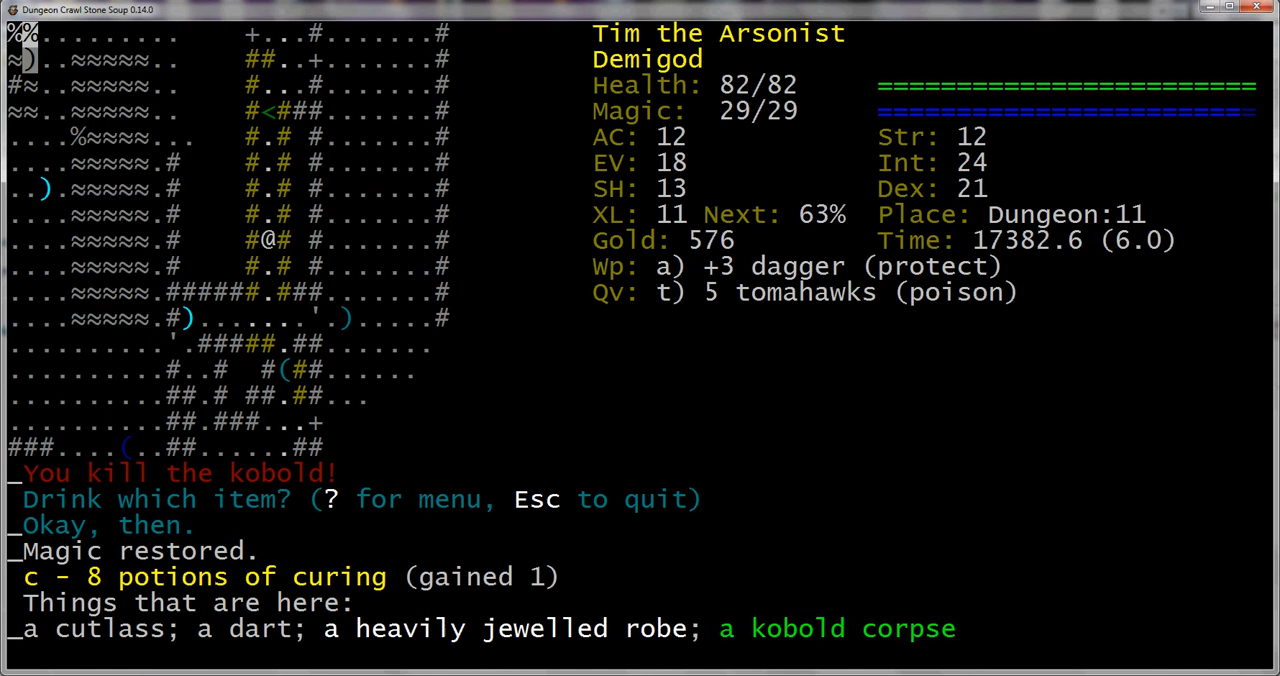 Dungeon Crawl Stone Soup 0.14.0
%%.........    +...#.......#
≈)..≈≈≈≈≈..    ##..+.......#
#≈..≈≈≈≈≈..    #...#.......#
≈≈..≈≈≈≈≈..    #<####.......#
....%≈≈≈≈...   #.# #.......#
....≈≈≈≈≈.#    #.# #.......#
..).≈≈≈≈≈.#    #.# #.......#
....≈≈≈≈≈.#    #.# #.......#
....≈≈≈≈≈.#    #@# #.......#
....≈≈≈≈≈.#    #.# #.......#
....≈≈≈≈≈.######.###.......#
....≈≈≈≈≈.#).......'.).....#
..........'.#####.##.......
..........#..#  #(##......
..........##.# ##.##...
..........##.###...+
###....(..##......##
Tim the Arsonist
Demigod
Health: 82/82 ========================
Magic: 29/29 ========================
AC: 12 Str: 12
EV: 18 Int: 24
SH: 13 Dex: 21
XL: 11 Next: 63% Place: Dungeon:11
Gold: 576 Time: 17382.6 (6.0)
Wp: a) +3 dagger (protect)
Qv: t) 5 tomahawks (poison)
_You kill the kobold!
Drink which item? (? for menu, Esc to quit)
_Okay, then.
_Magic restored.
c - 8 potions of curing (gained 1)
Things that are here:
_a cutlass; a dart; a heavily jewelled robe; a kobold corpse